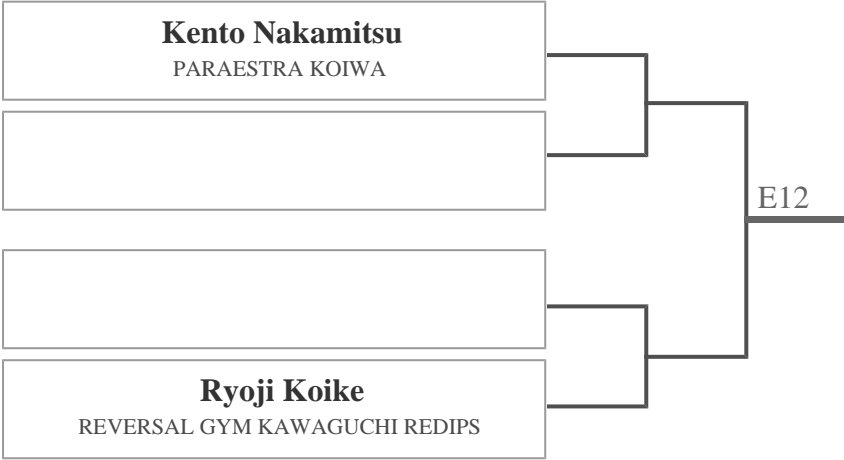 Kento Nakamitsu
PARAESTRA KOIWA
E12
Ryoji Koike
REVERSAL GYM KAWAGUCHI REDIPS